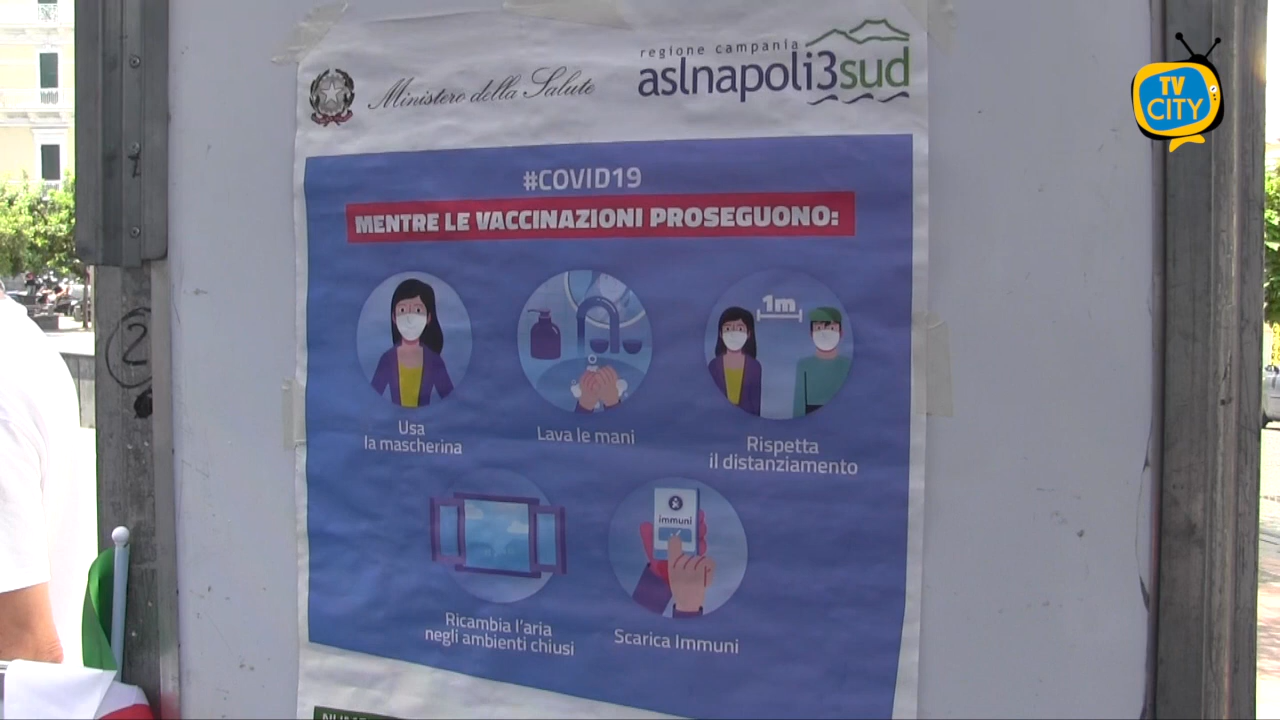 Ministero della Salute
regione campania
aslnapoli3sud
TV
CITY
#COVID19
MENTRE LE VACCINAZIONI PROSEGUONO:
1m
Usa
la mascherina
Lava le mani
Rispetta
il distanziamento
immuni
Ricambia l'aria
negli ambienti chiusi
Scarica Immuni
2